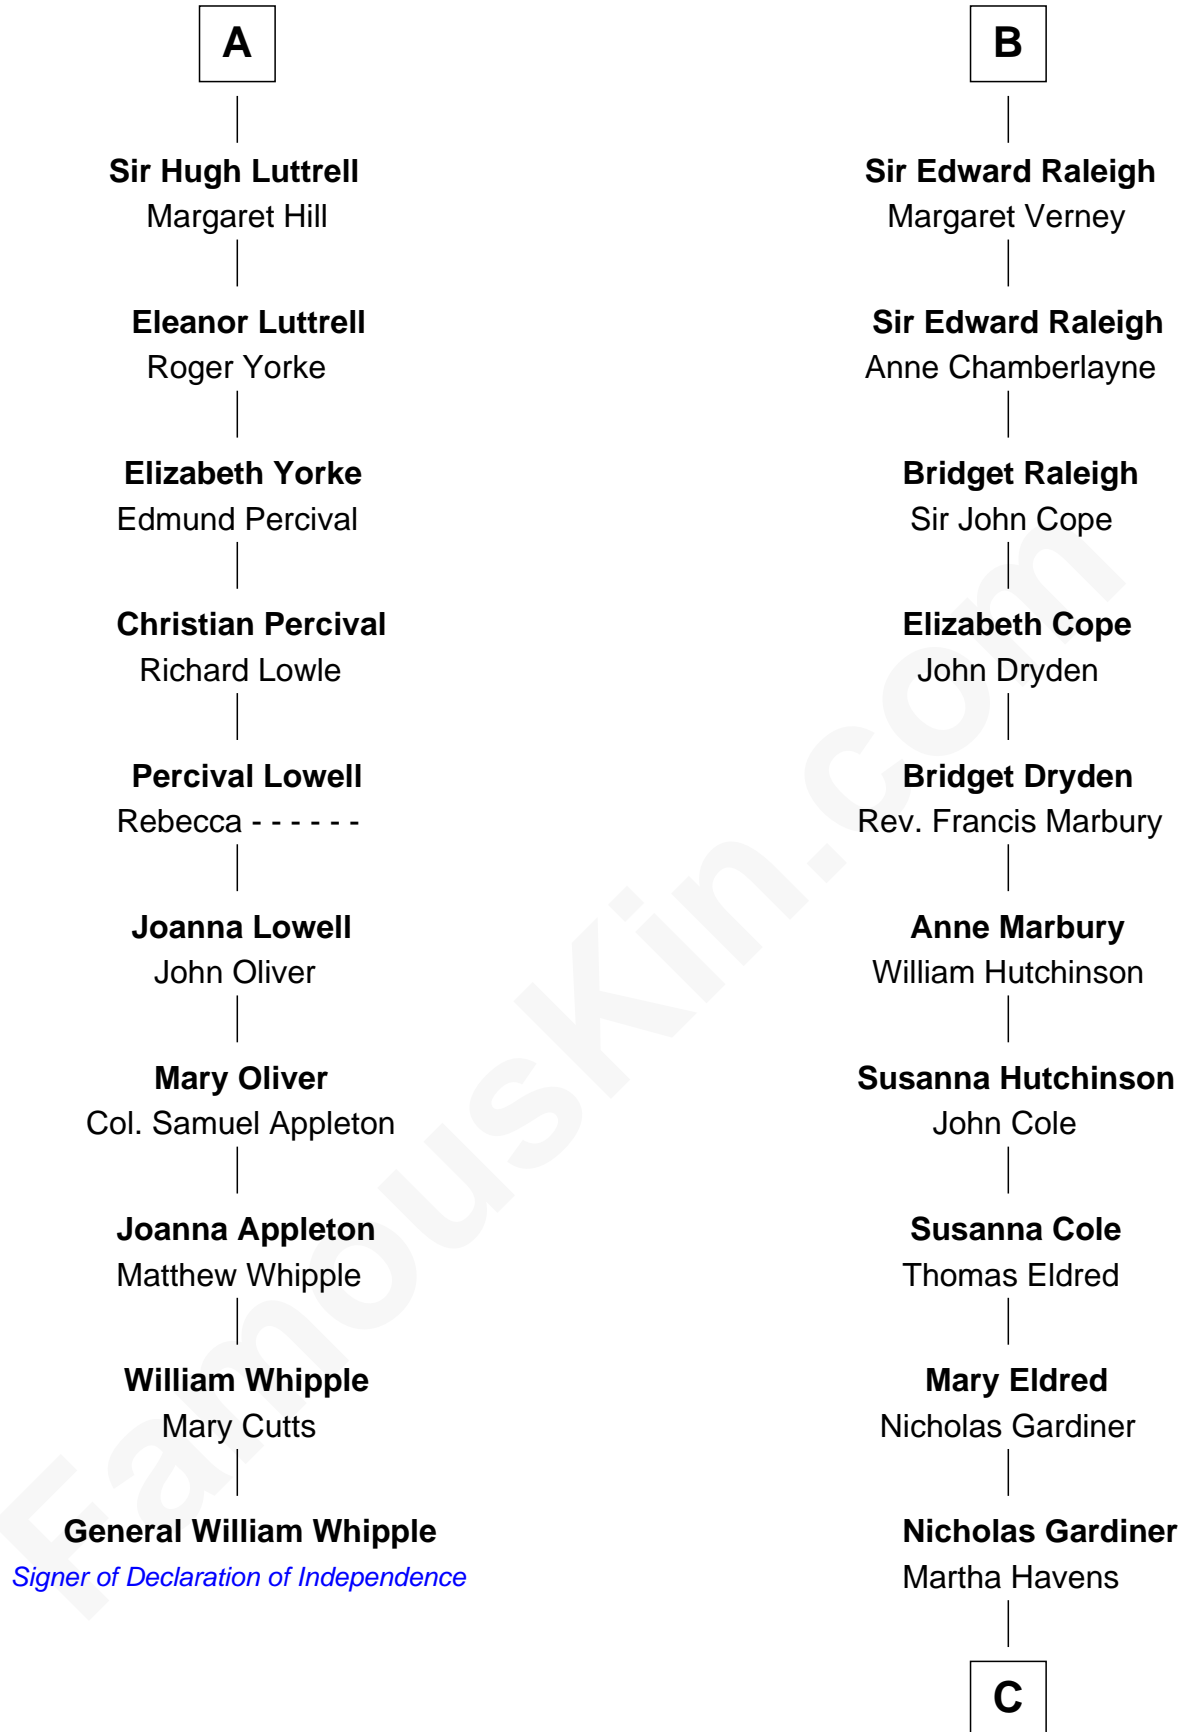 A
Sir Hugh Luttrell
Margaret Hill
Eleanor Luttrell
Roger Yorke
Elizabeth Yorke
Edmund Percival
Christian Percival
Richard Lowle
Percival Lowell
Rebecca - - - - - -
Joanna Lowell
John Oliver
Mary Oliver
Col. Samuel Appleton
Joanna Appleton
Matthew Whipple
William Whipple
Mary Cutts
General William Whipple
Signer of Declaration of Independence
B
Sir Edward Raleigh
Margaret Verney
Sir Edward Raleigh
Anne Chamberlayne
Bridget Raleigh
Sir John Cope
Elizabeth Cope
John Dryden
Bridget Dryden
Rev. Francis Marbury
Anne Marbury
William Hutchinson
Susanna Hutchinson
John Cole
Susanna Cole
Thomas Eldred
Mary Eldred
Nicholas Gardiner
Nicholas Gardiner
Martha Havens
C
FamousKin.com